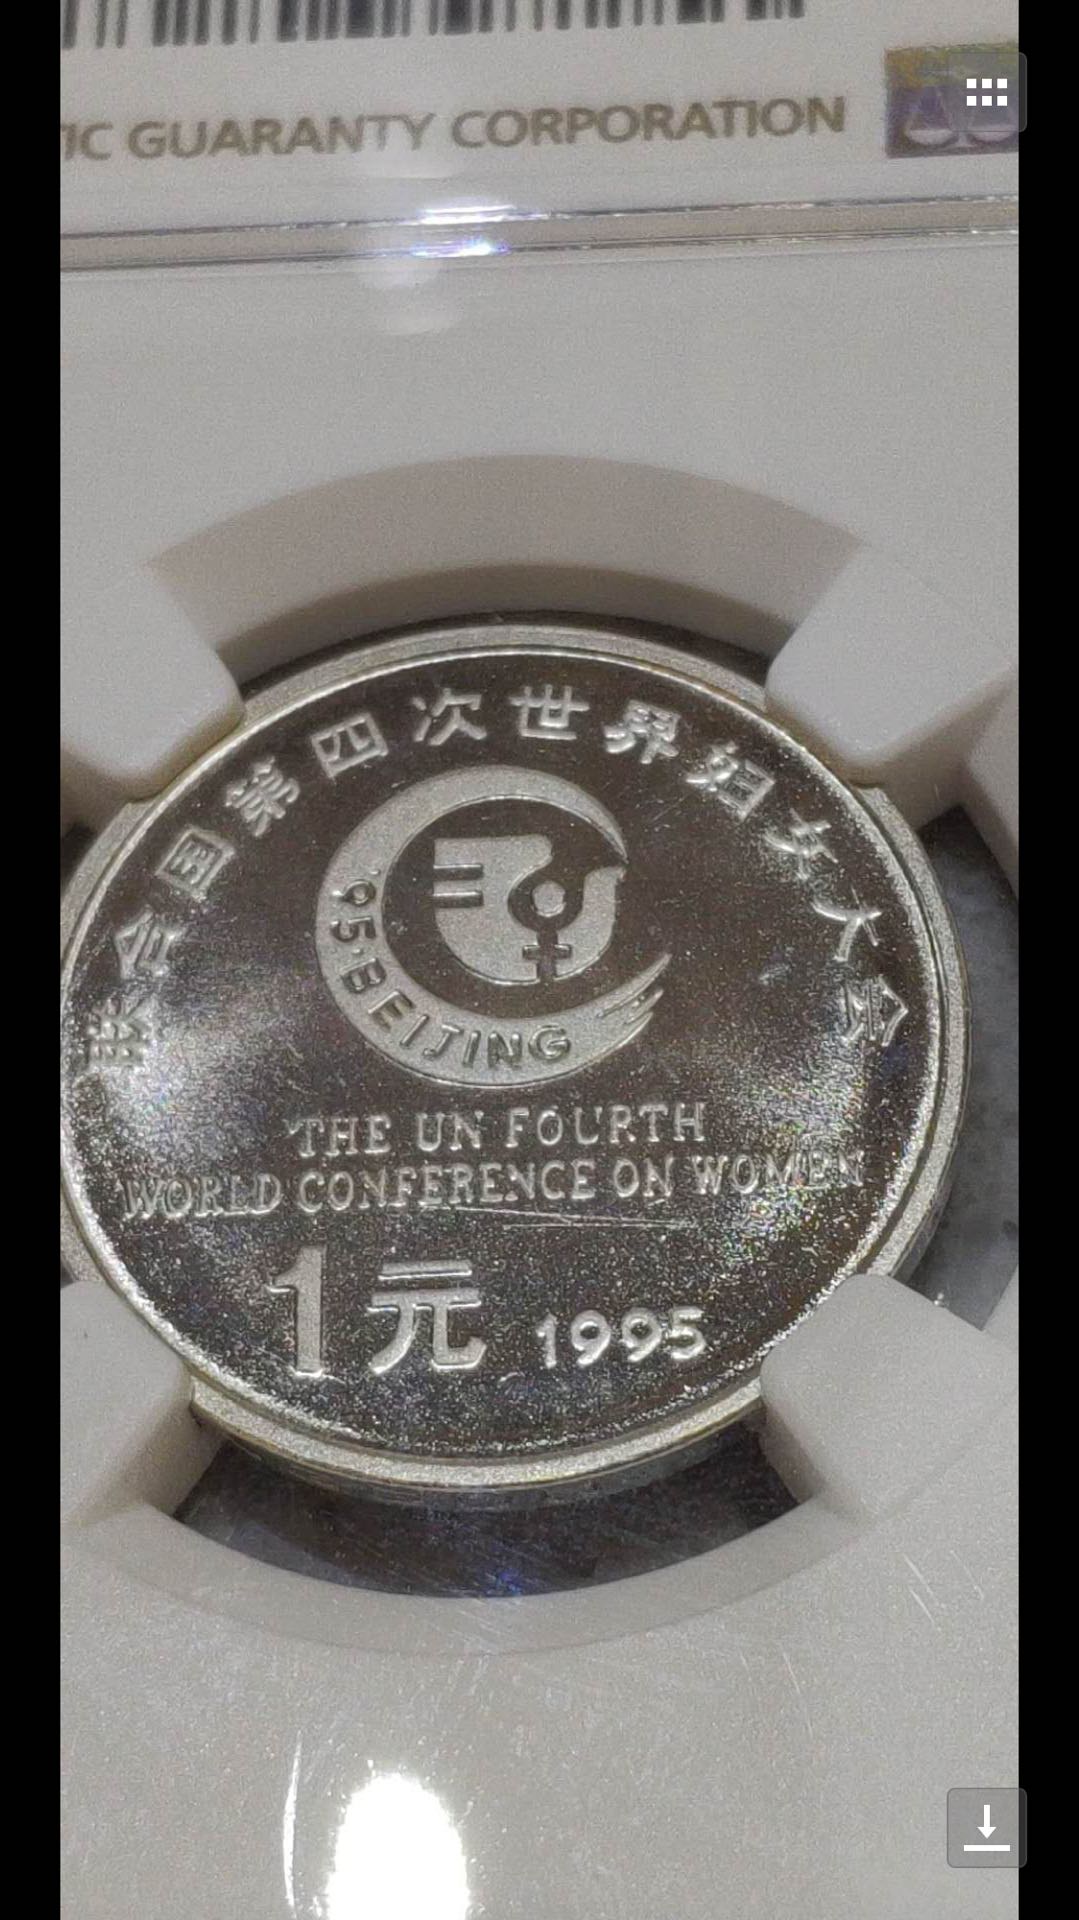 IC GUARANTY CORPORATION
联合国第四次世界妇女大会
95·BEIJING
THE UN FOURTH
WORLD CONFERENCE ON WOMEN
1元 1995